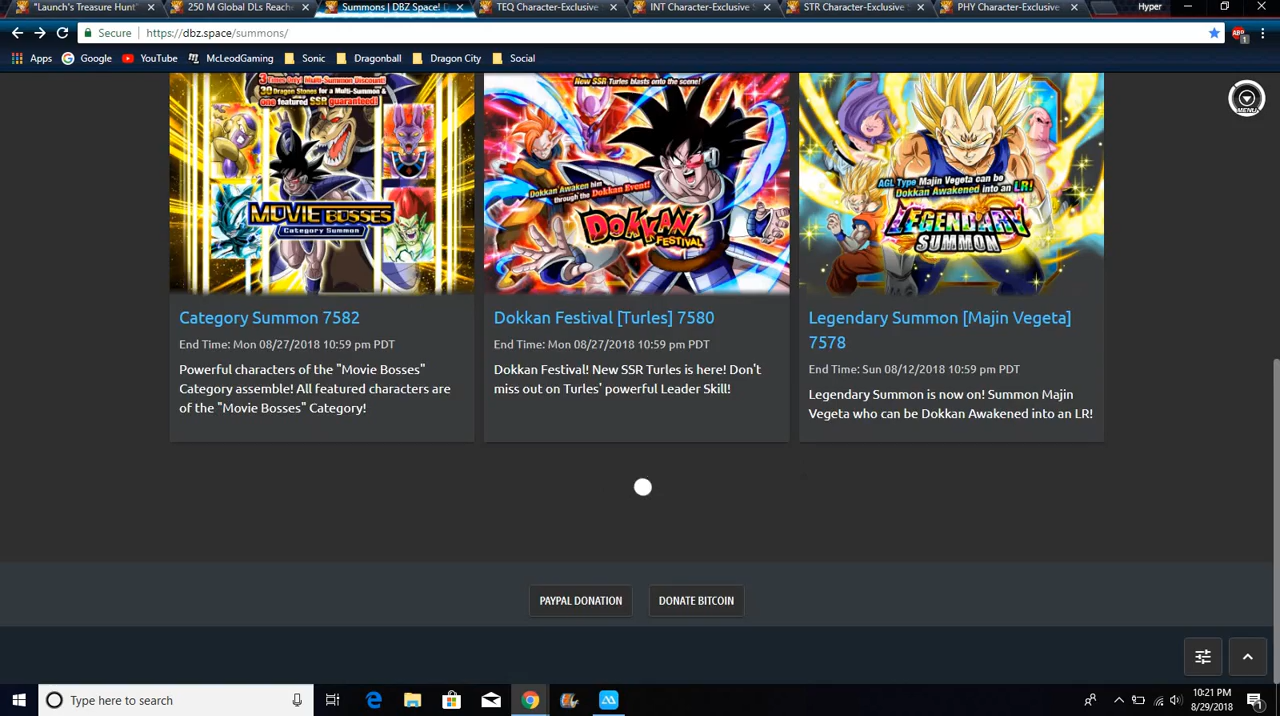 "Launch's Treasure Hunt"
250 M Global DLs Reache
Summons | DBZ Space! D
TEQ Character-Exclusive
INT Character-Exclusive S
STR Character-Exclusive S
PHY Character-Exclusive
Hyper
Secure | https://dbz.space/summons/
ABP
1
Apps
Google
YouTube
McLeodGaming
Sonic
Dragonball
Dragon City
Social
3 Times Only! Multi-Summon Discount!
30 Dragon Stones for a Multi-Summon &
one featured SSR guaranteed!
MOVIE BOSSES
Category Summon
New SSR Turles blasts onto the scene!
Dokkan Awaken him
through the Dokkan Event!
DOKKAN
FESTIVAL
AGL Type Majin Vegeta can be
Dokkan Awakened into an LR!
LEGENDARY
SUMMON
MENU
Category Summon 7582
End Time: Mon 08/27/2018 10:59 pm PDT
Powerful characters of the "Movie Bosses"
Category assemble! All featured characters are
of the "Movie Bosses" Category!
Dokkan Festival [Turles] 7580
End Time: Mon 08/27/2018 10:59 pm PDT
Dokkan Festival! New SSR Turles is here! Don't
miss out on Turles' powerful Leader Skill!
Legendary Summon [Majin Vegeta]
7578
End Time: Sun 08/12/2018 10:59 pm PDT
Legendary Summon is now on! Summon Majin
Vegeta who can be Dokkan Awakened into an LR!
PAYPAL DONATION
DONATE BITCOIN
Type here to search
10:21 PM
8/29/2018
1